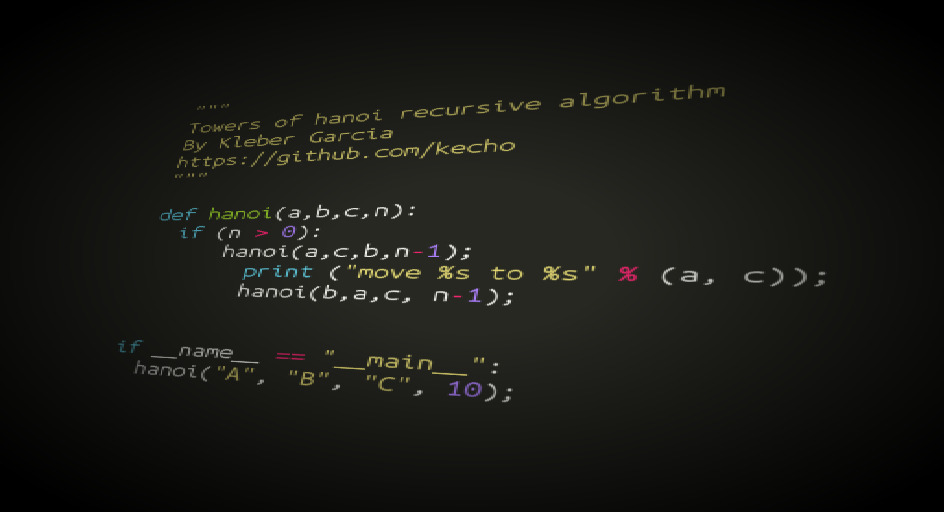 """
Towers of hanoi recursive algorithm
By Kleber Garcia
https://github.com/kecho
"""
def hanoi(a,b,c,n):
if (n > 0):
hanoi(a,c,b,n-1);
print ("move %s to %s" % (a, c));
hanoi(b,a,c, n-1);
if __name__ == "__main__":
hanoi("A", "B", "C", 10);